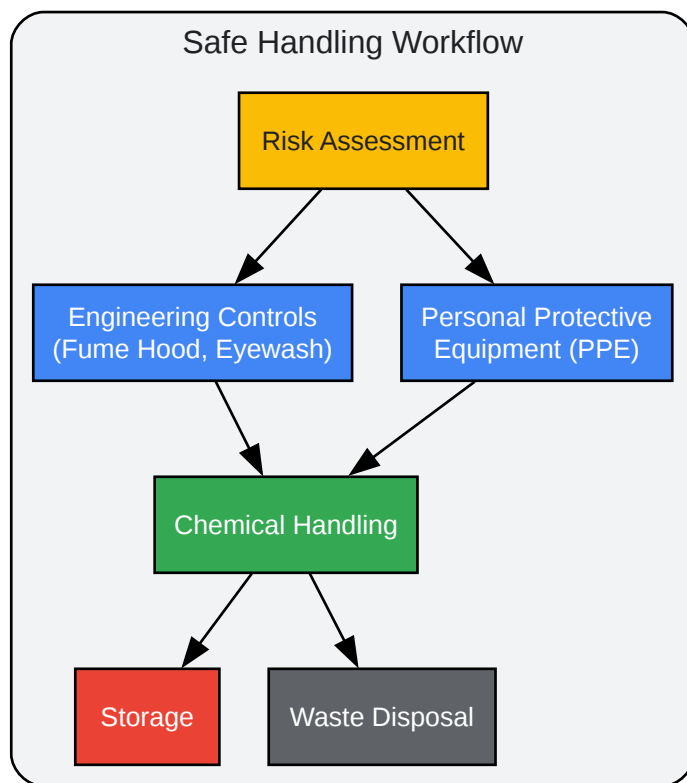 Safe Handling Workflow
Risk Assessment
Engineering Controls
(Fume Hood, Eyewash)
Personal Protective
Equipment (PPE)
Chemical Handling
Storage
Waste Disposal